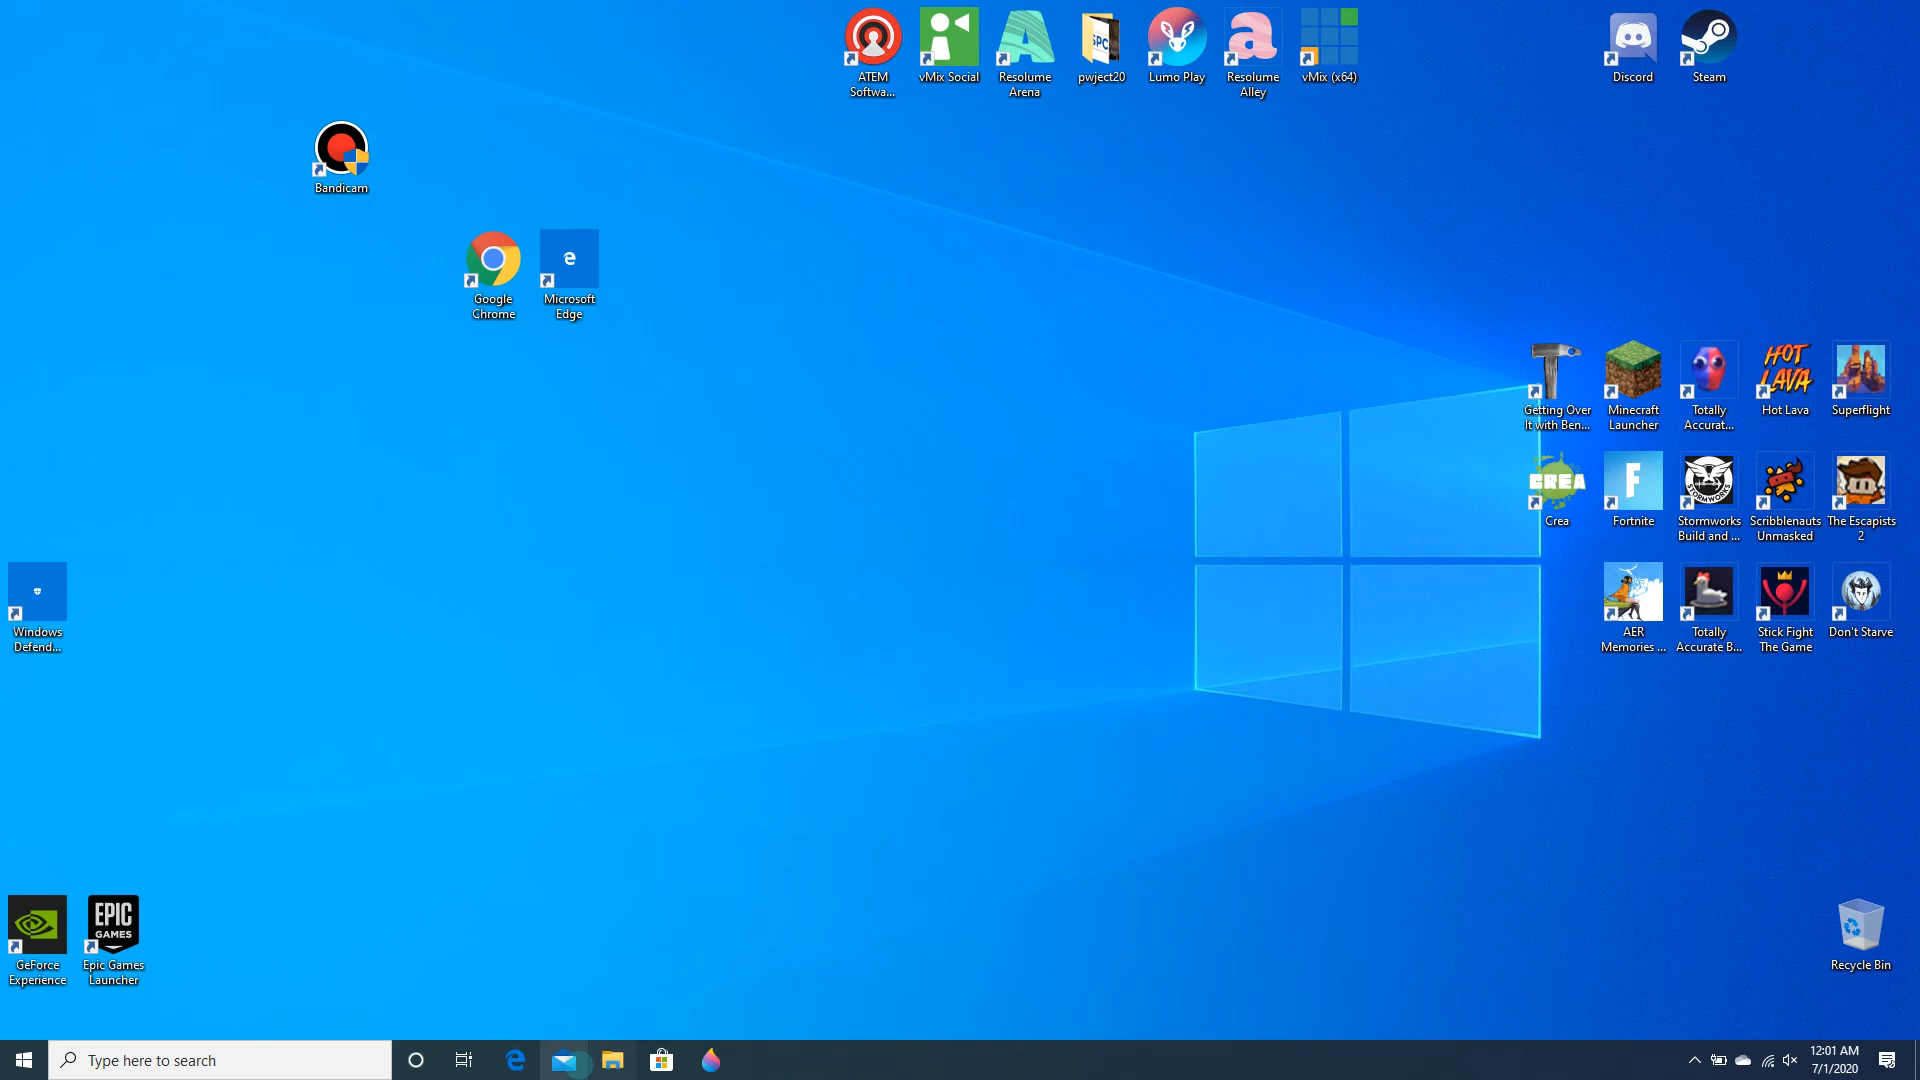 ATEM
Softwa...
vMix Social
Resolume
Arena
SPC
pwject20
Lumo Play
Resolume
Alley
vMix (x64)
Discord
Steam
Bandicam
Google
Chrome
Microsoft
Edge
HOT
LAVA
Getting Over
It with Ben...
Minecraft
Launcher
Totally
Accurat...
Hot Lava
Superflight
CREA
F
STORMWORKS
Crea
Fortnite
Stormworks
Build and ...
Scribblenauts
Unmasked
The Escapists
2
Windows
Defend...
AER
Memories ...
Totally
Accurate B...
Stick Fight
The Game
Don't Starve
EPIC
GAMES
GeForce
Experience
Epic Games
Launcher
Recycle Bin
Type here to search
12:01 AM
7/1/2020